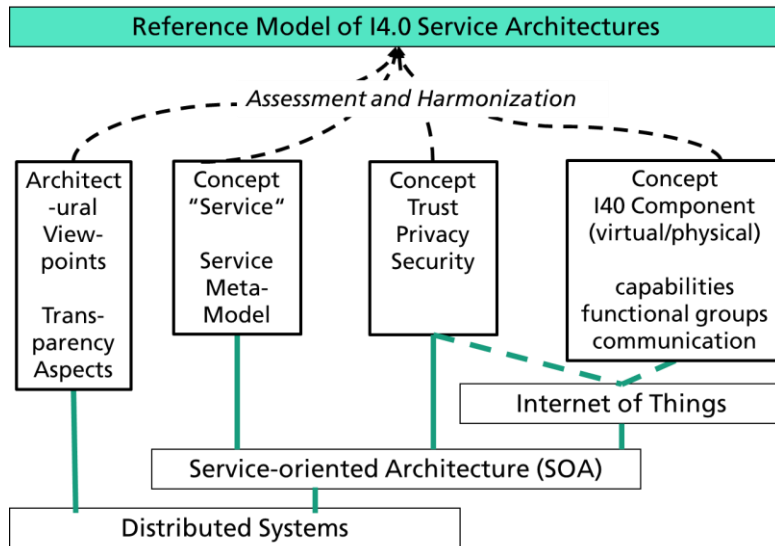 Reference Model of I4.0 Service Architectures
Assessment and Harmonization
Architect
-ural
View-
points
Trans-
parency
Aspects
Concept
"Service"
Service
Meta-
Model
Concept
Trust
Privacy
Security
Concept
I40 Component
(virtual/physical)
capabilities
functional groups
communication
Internet of Things
Service-oriented Architecture (SOA)
Distributed Systems